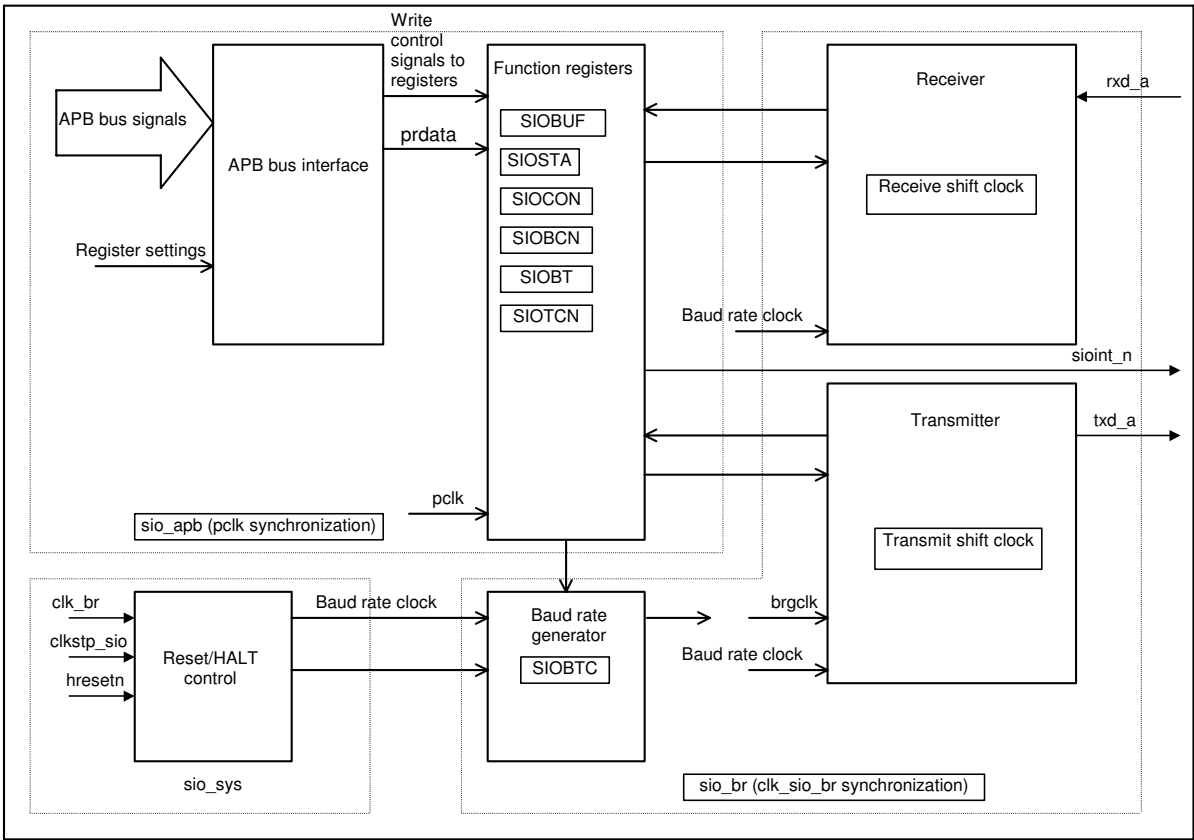 Write
control
signals to
registers
APB bus signals
APB bus interface
prdata
Register settings
Function registers
SIOBUF
SIOSTA
SIOCON
SIOBCN
SIOBT
SIOTCN
pclk
sio_apb (pclk synchronization)
Receiver
rxd_a
Receive shift clock
Baud rate clock
sioint_n
Transmitter
txd_a
Transmit shift clock
brgclk
Baud rate clock
clk_br
clkstp_sio
hresetn
Reset/HALT
control
sio_sys
Baud rate clock
Baud rate
generator
SIOBTC
sio_br (clk_sio_br synchronization)